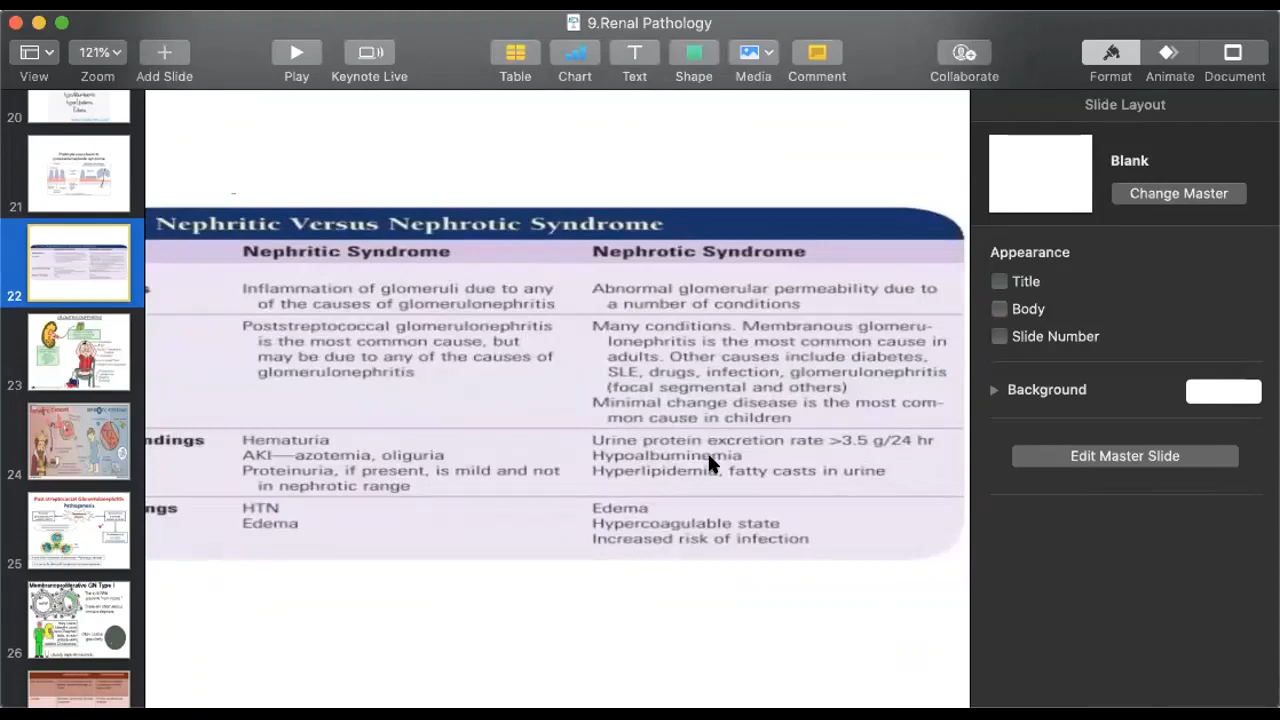 9.Renal Pathology
121%
View
Zoom
Add Slide
Play
Keynote Live
Table
Chart
Text
Shape
Media
Comment
Collaborate
Format
Animate
Document
20
21
22
23
24
25
Post streptococcal Glomerulonephritis
Pathogenesis
26
Membranoproliferative GN Type I
Nephritic Versus Nephrotic Syndrome
Nephritic Syndrome
Nephrotic Syndrome
s
Inflammation of glomeruli due to any
of the causes of glomerulonephritis
Abnormal glomerular permeability due to
a number of conditions
Poststreptococcal glomerulonephritis
is the most common cause, but
may be due to any of the causes of
glomerulonephritis
Many conditions. Membranous glomeru-
lonephritis is the most common cause in
adults. Other causes include diabetes,
SLE, drugs, infection, glomerulonephritis
(focal segmental and others)
Minimal change disease is the most com-
mon cause in children
ndings
Hematuria
AKI—azotemia, oliguria
Proteinuria, if present, is mild and not
in nephrotic range
Urine protein excretion rate >3.5 g/24 hr
Hypoalbuminemia
Hyperlipidemia, fatty casts in urine
ngs
HTN
Edema
Edema
Hypercoagulable state
Increased risk of infection
Slide Layout
Blank
Change Master
Appearance
Title
Body
Slide Number
Background
Edit Master Slide